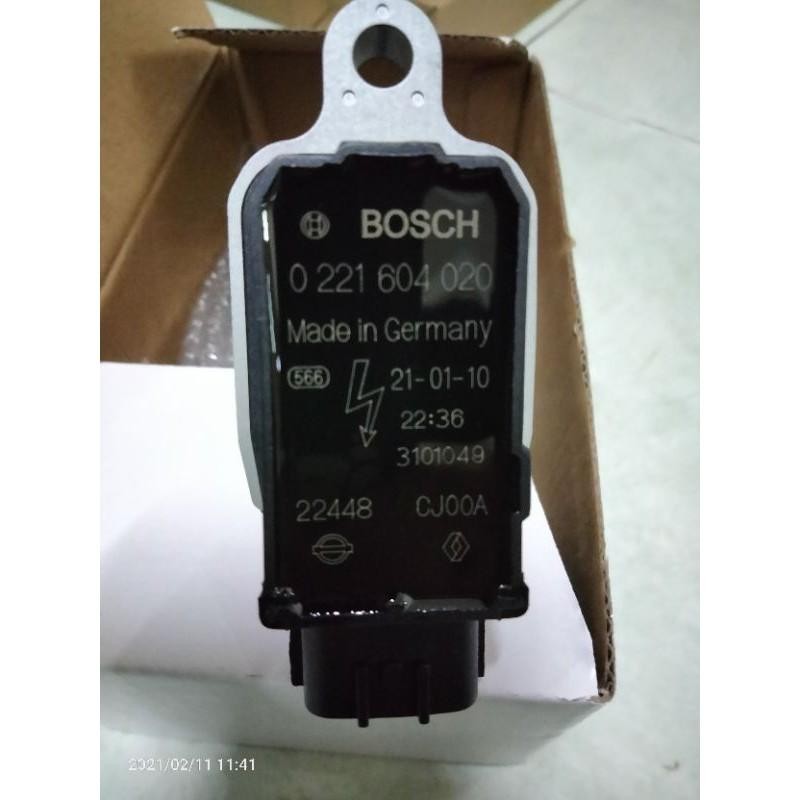 BOSCH
0 221 604 020
Made in Germany
566 21-01-10
22:36
3101049
22448 CJ00A
2021/02/11 11:41